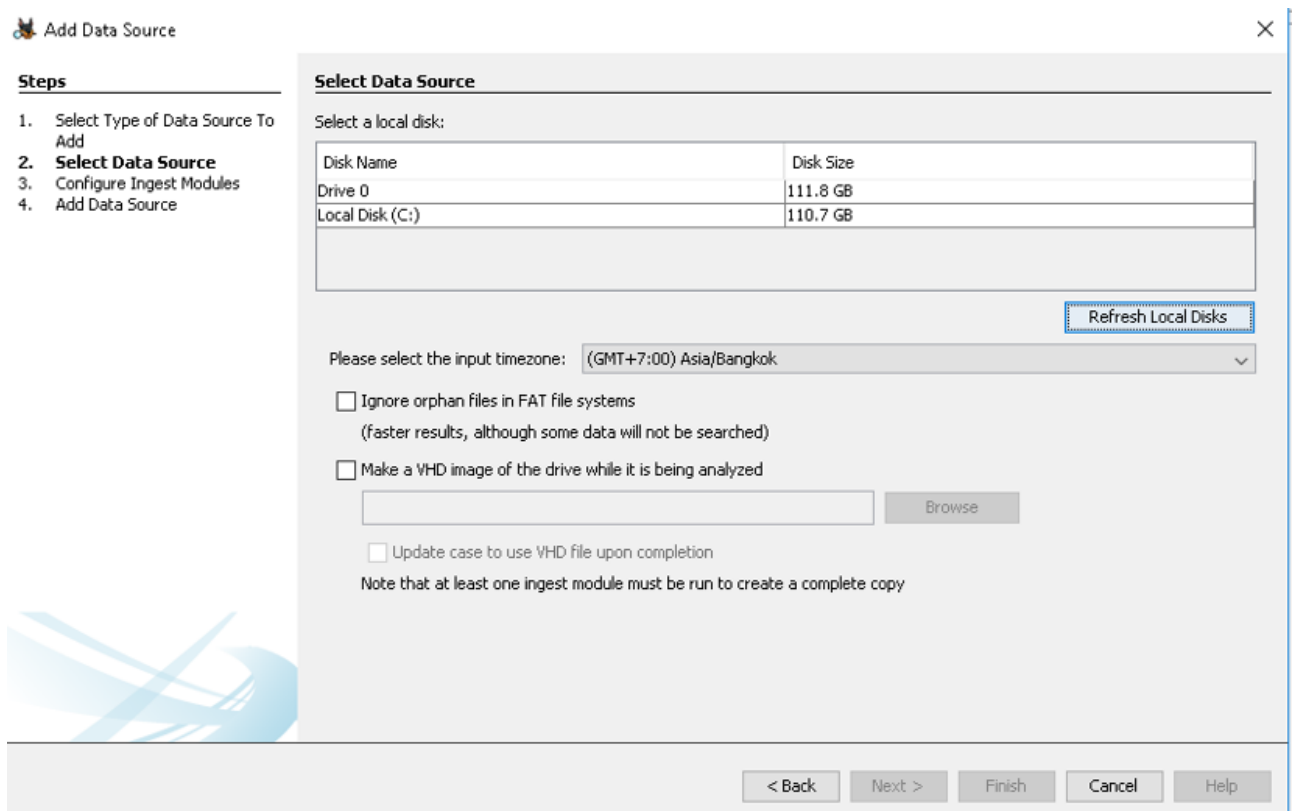 Add Data Source
Steps
1. Select Type of Data Source To
Add
2. Select Data Source
3. Configure Ingest Modules
4. Add Data Source
Select Data Source
Select a local disk:
Disk Name Disk Size
Drive 0 111.8 GB
Local Disk (C:) 110.7 GB
Refresh Local Disks
Please select the input timezone: (GMT+7:00) Asia/Bangkok
Ignore orphan files in FAT file systems
(faster results, although some data will not be searched)
Make a VHD image of the drive while it is being analyzed
Browse
Update case to use VHD file upon completion
Note that at least one ingest module must be run to create a complete copy
< Back Next > Finish Cancel Help